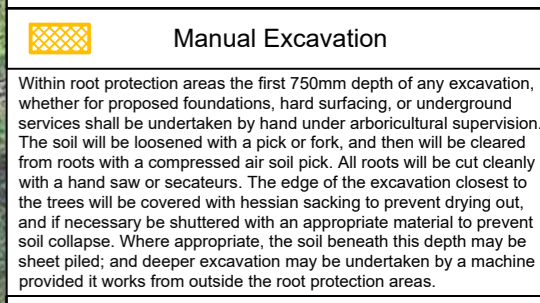 Manual Excavation
Within root protection areas the first 750mm depth of any excavation,
whether for proposed foundations, hard surfacing, or underground
services shall be undertaken by hand under arboricultural supervision.
The soil will be loosened with a pick or fork, and then will be cleared
from roots with a compressed air soil pick. All roots will be cut cleanly
with a hand saw or secateurs. The edge of the excavation closest to
the trees will be covered with hessian sacking to prevent drying out,
and if necessary be shuttered with an appropriate material to prevent
soil collapse. Where appropriate, the soil beneath this depth may be
sheet piled; and deeper excavation may be undertaken by a machine
provided it works from outside the root protection areas.